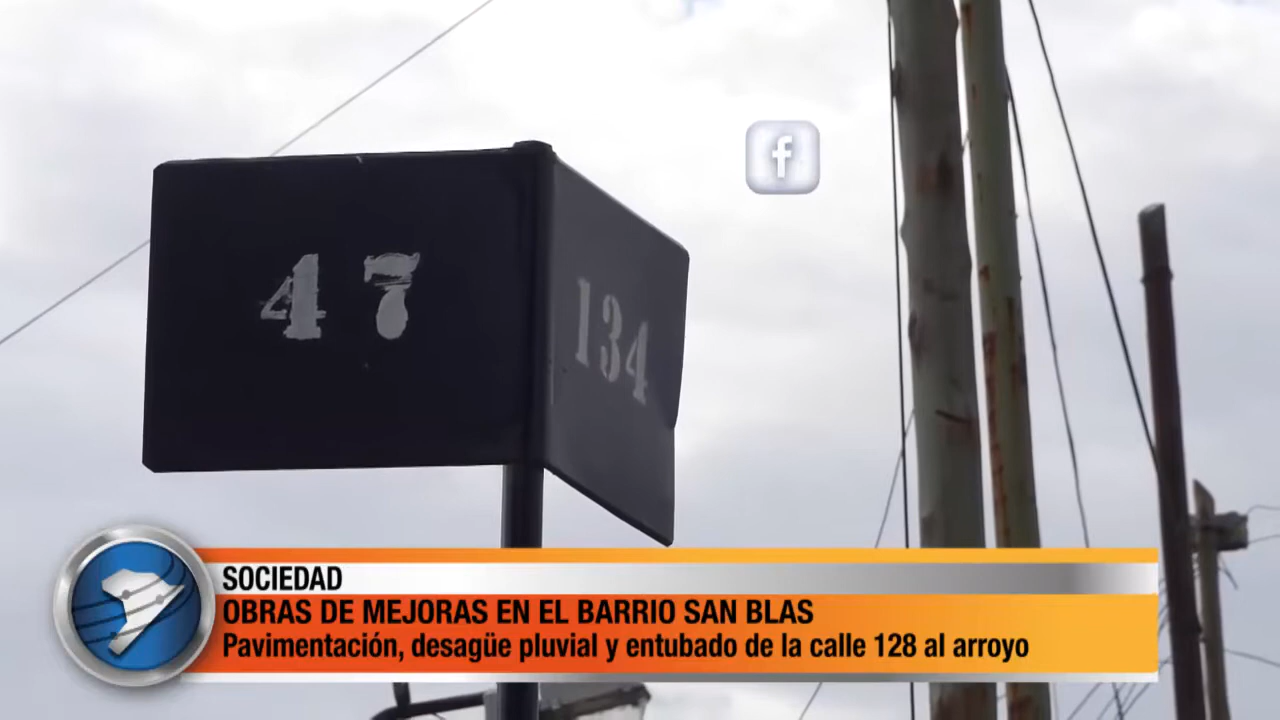 47
134
f
SOCIEDAD
OBRAS DE MEJORAS EN EL BARRIO SAN BLAS
Pavimentación, desagüe pluvial y entubado de la calle 128 al arroyo